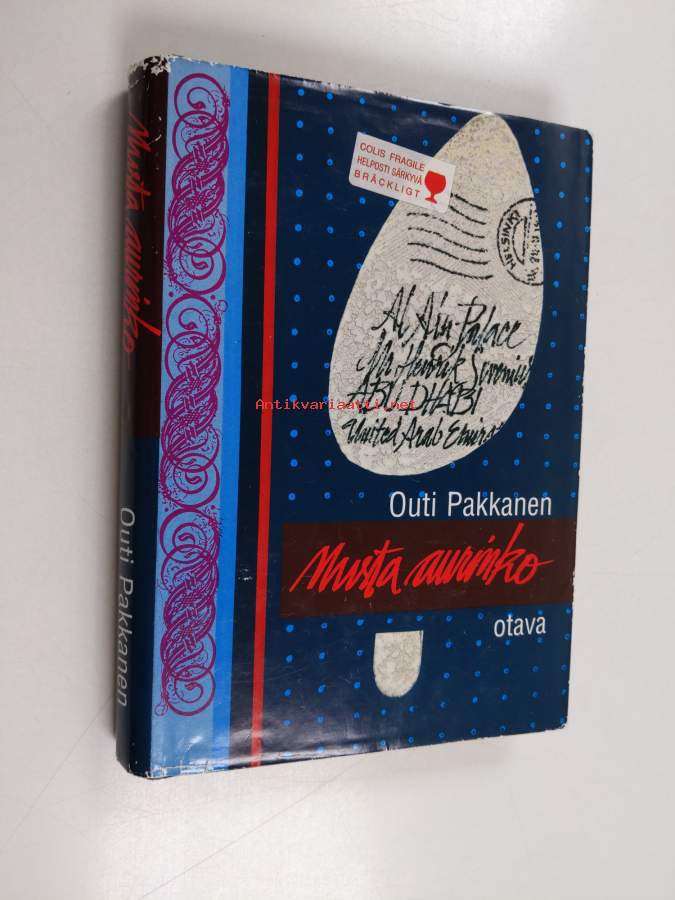 Musta aurinko
Outi Pakkanen
COLIS FRAGILE
HELPOSTI SÄRKYVÄ
BRÄCKLIGT
HELSINKI
Al Ain Palace
Mr Henrik
ABU DHABI
United Arab
Antikvariaatti.net
Outi Pakkanen
Musta aurinko
otava